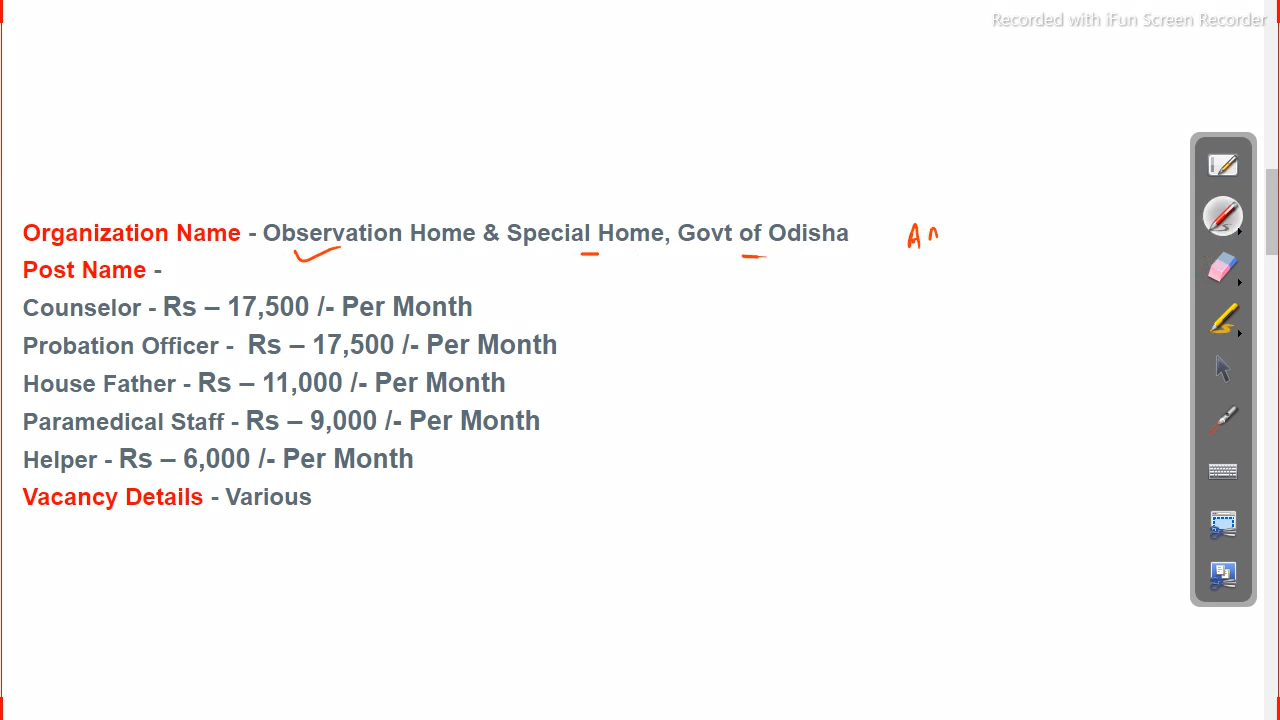 Recorded with iFun Screen Recorder
Organization Name - Observation Home & Special Home, Govt of Odisha
Post Name -
Counselor - Rs – 17,500 /- Per Month
Probation Officer - Rs – 17,500 /- Per Month
House Father - Rs – 11,000 /- Per Month
Paramedical Staff - Rs – 9,000 /- Per Month
Helper - Rs – 6,000 /- Per Month
Vacancy Details - Various